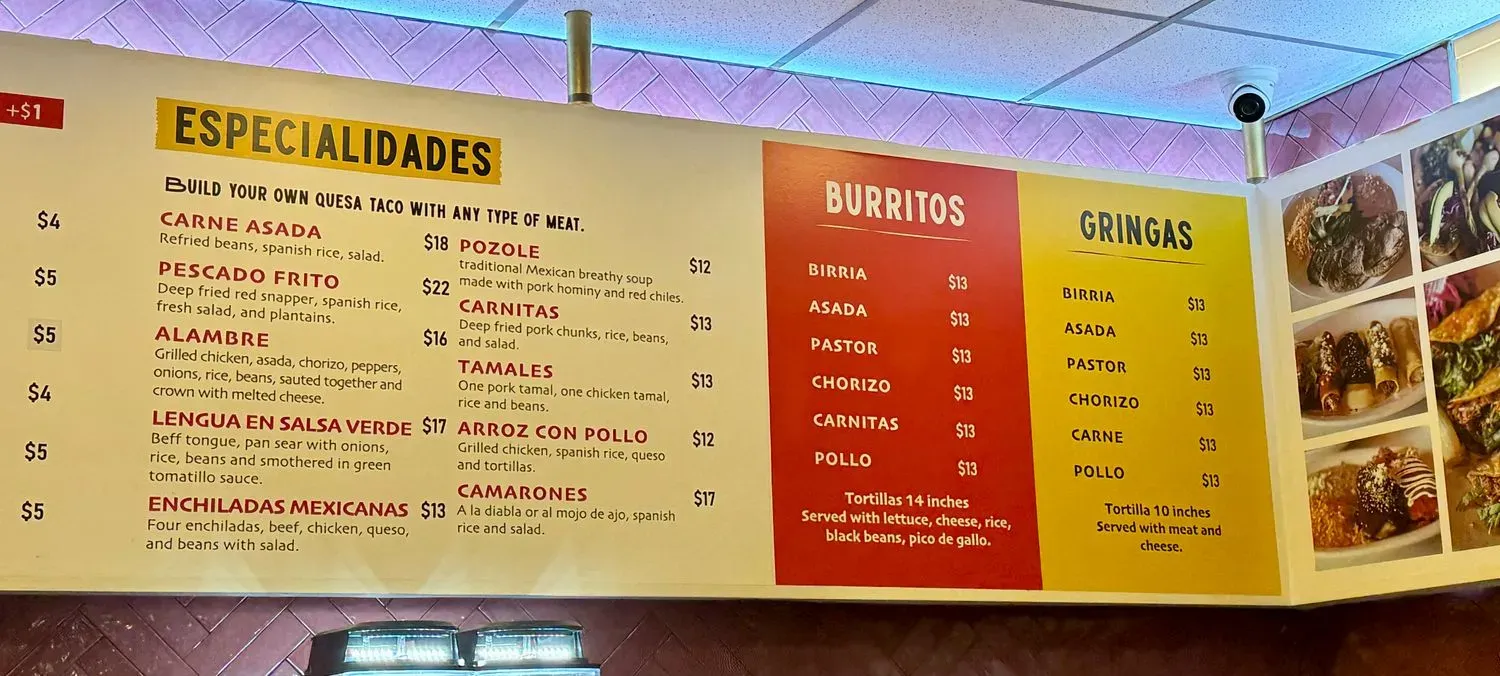 +$1
$4
$5
$5
$4
$5
$5
ESPECIALIDADES
BUILD YOUR OWN QUESA TACO WITH ANY TYPE OF MEAT.
CARNE ASADA $18
Refried beans, spanish rice, salad.
PESCADO FRITO $22
Deep fried red snapper, spanish rice,
fresh salad, and plantains.
ALAMBRE $16
Grilled chicken, asada, chorizo, peppers,
onions, rice, beans, sauted together and
crown with melted cheese.
LENGUA EN SALSA VERDE $17
Beff tongue, pan sear with onions,
rice, beans and smothered in green
tomatillo sauce.
ENCHILADAS MEXICANAS $13
Four enchiladas, beef, chicken, queso,
and beans with salad.
POZOLE $12
traditional Mexican breathy soup
made with pork hominy and red chiles.
CARNITAS $13
Deep fried pork chunks, rice, beans,
and salad.
TAMALES $13
One pork tamal, one chicken tamal,
rice and beans.
ARROZ CON POLLO $12
Grilled chicken, spanish rice, queso
and tortillas.
CAMARONES $17
A la diabla or al mojo de ajo, spanish
rice and salad.
BURRITOS
BIRRIA $13
ASADA $13
PASTOR $13
CHORIZO $13
CARNITAS $13
POLLO $13
Tortillas 14 inches
Served with lettuce, cheese, rice,
black beans, pico de gallo.
GRINGAS
BIRRIA $13
ASADA $13
PASTOR $13
CHORIZO $13
CARNE $13
POLLO $13
Tortilla 10 inches
Served with meat and
cheese.